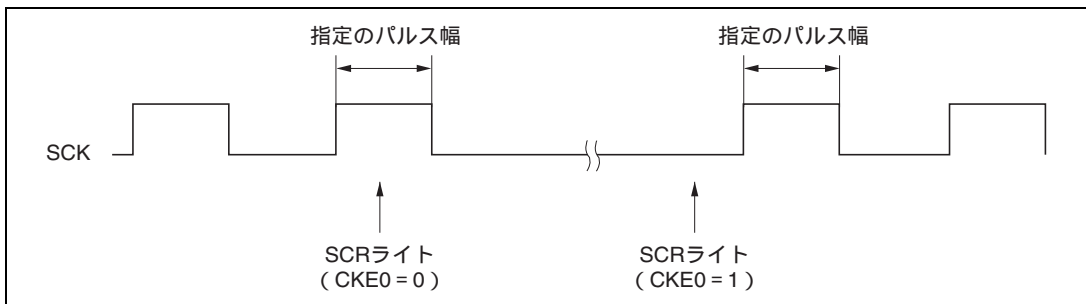 指定のパルス幅
指定のパルス幅
SCK
SCRライト
( CKE0 = 0 )
SCRライト
( CKE0 = 1 )